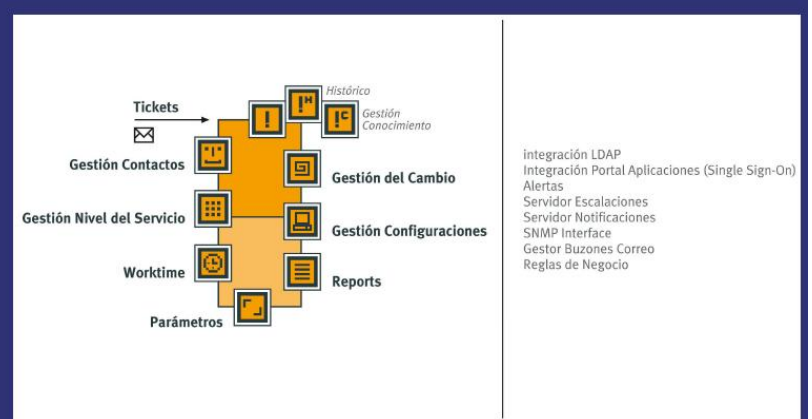 Histórico
Tickets
Gestión
Conocimiento
Gestión Contactos
Gestión del Cambio
Gestión Nivel del Servicio
Gestión Configuraciones
Worktime
Reports
Parámetros
integración LDAP
Integración Portal Aplicaciones (Single Sign-On)
Alertas
Servidor Escalaciones
Servidor Notificaciones
SNMP Interface
Gestor Buzones Correo
Reglas de Negocio